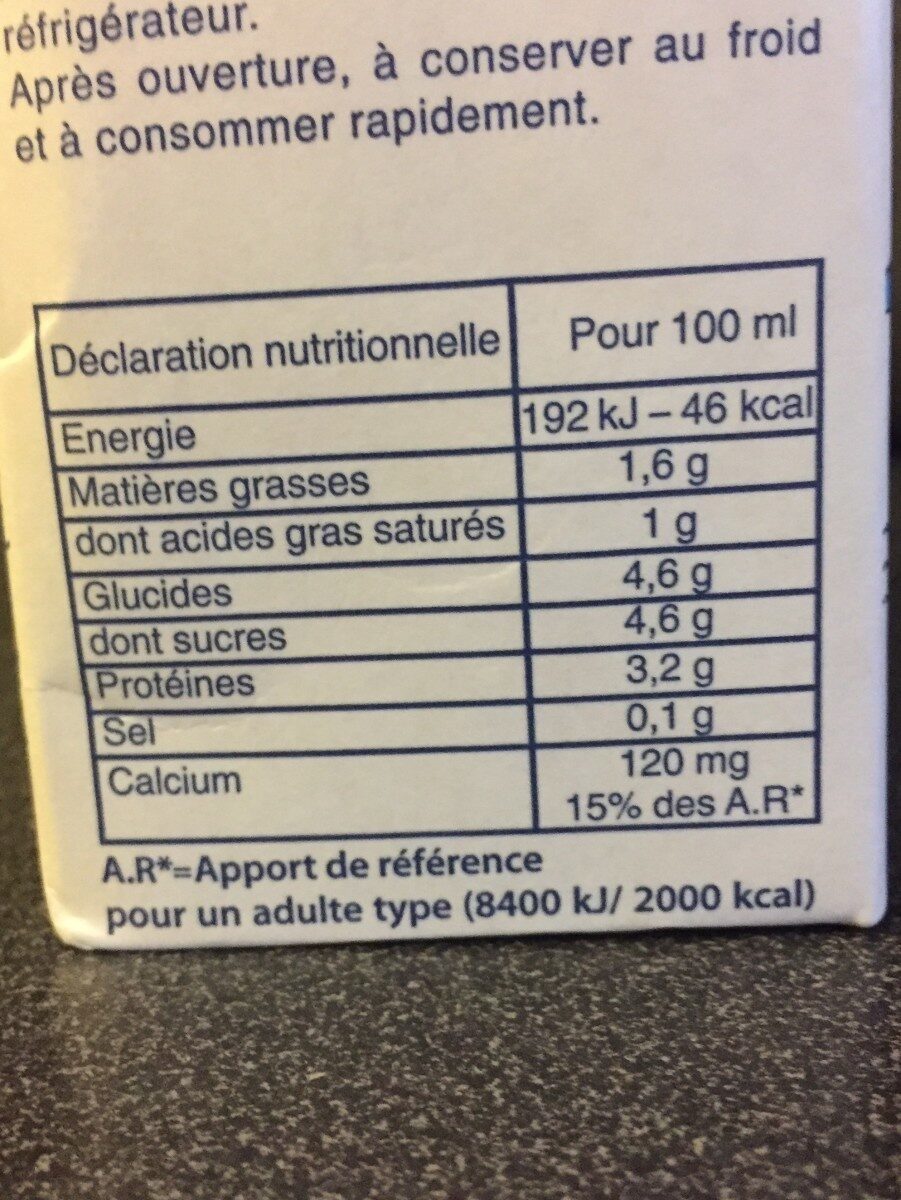 réfrigérateur.
Après ouverture, à conserver au froid
et à consommer rapidement.
Déclaration nutritionnelle Pour 100 ml
Energie 192 kJ – 46 kcal
Matières grasses 1,6 g
dont acides gras saturés 1 g
Glucides 4,6 g
dont sucres 4,6 g
Protéines 3,2 g
Sel 0,1 g
Calcium 120 mg
15% des A.R*
A.R*=Apport de référence
pour un adulte type (8400 kJ/ 2000 kcal)